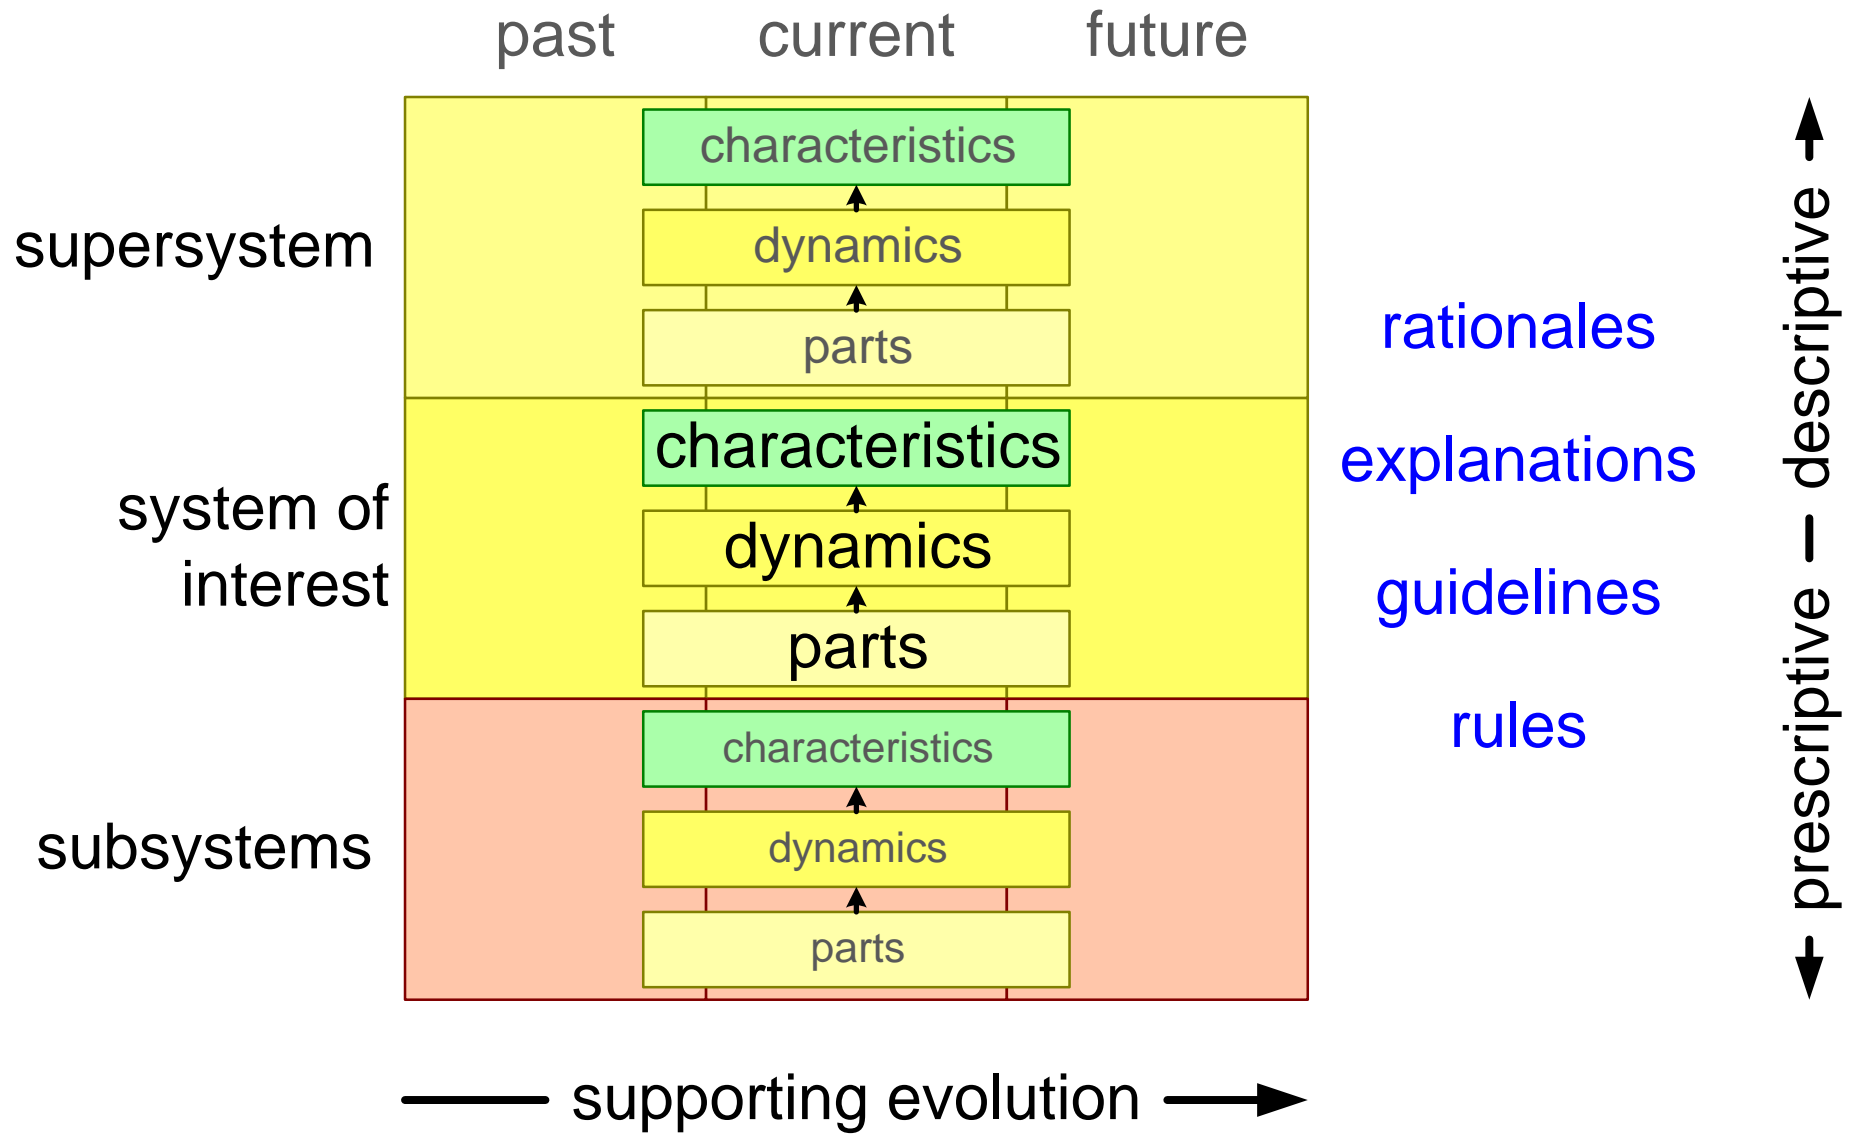 past current future
supersystem
characteristics
dynamics
parts
system of
interest
characteristics
dynamics
parts
subsystems
characteristics
dynamics
parts
rationales
explanations
guidelines
rules
prescriptive — descriptive
supporting evolution